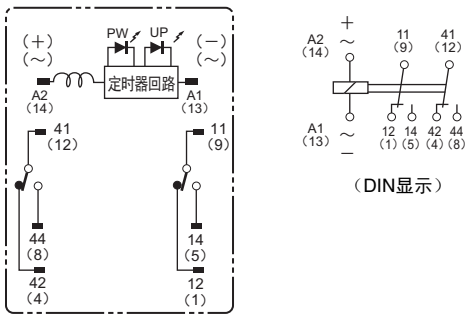 PW UP
(+) (−)
(~) (~)
定时器回路
A2 A1
(14) (13)
41 11
(12) (9)
44 14
(8) (5)
42 12
(4) (1)
+
A2 ~ 11 41
(14) (9) (12)
A1 ~ 12 14 42 44
(13) (1) (5) (4) (8)
−
（DIN显示）